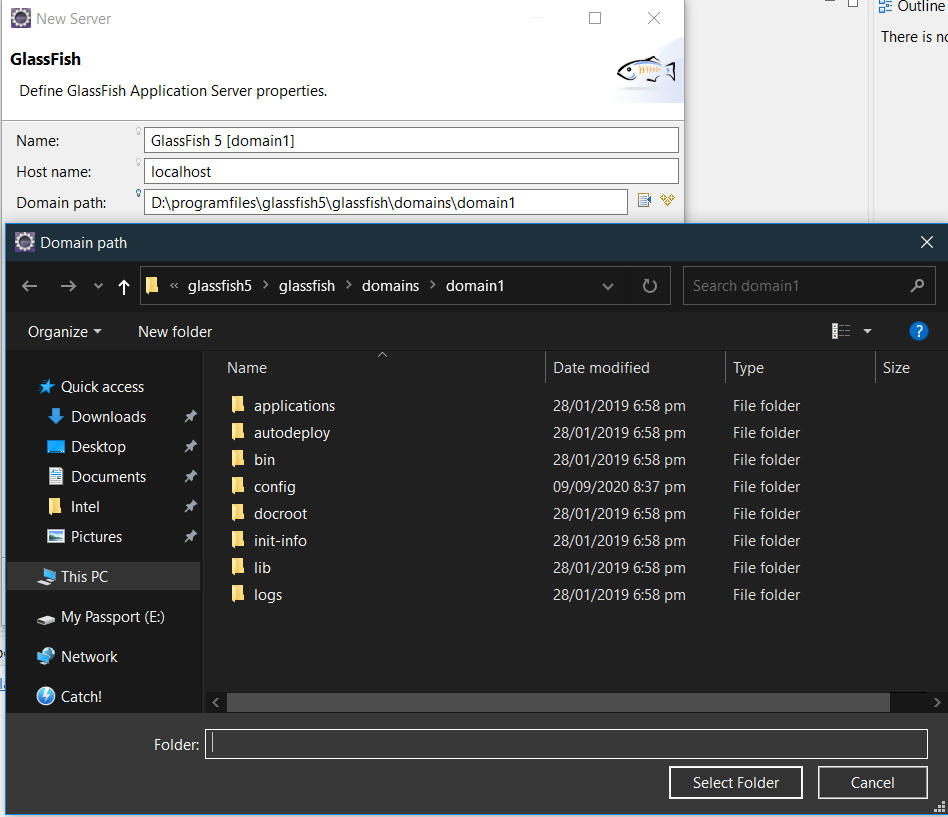 New Server
Outline
There is no
GlassFish
Define GlassFish Application Server properties.
Name: GlassFish 5 [domain1]
Host name: localhost
Domain path: D:\programfiles\glassfish5\glassfish\domains\domain1
Domain path
« glassfish5 > glassfish > domains > domain1
Search domain1
Organize New folder
?
Name Date modified Type Size
Quick access
Downloads
Desktop
Documents
Intel
Pictures
This PC
My Passport (E:)
Network
Catch!
applications 28/01/2019 6:58 pm File folder
autodeploy 28/01/2019 6:58 pm File folder
bin 28/01/2019 6:58 pm File folder
config 09/09/2020 8:37 pm File folder
docroot 28/01/2019 6:58 pm File folder
init-info 28/01/2019 6:58 pm File folder
lib 28/01/2019 6:58 pm File folder
logs 28/01/2019 6:58 pm File folder
Folder:
Select Folder Cancel